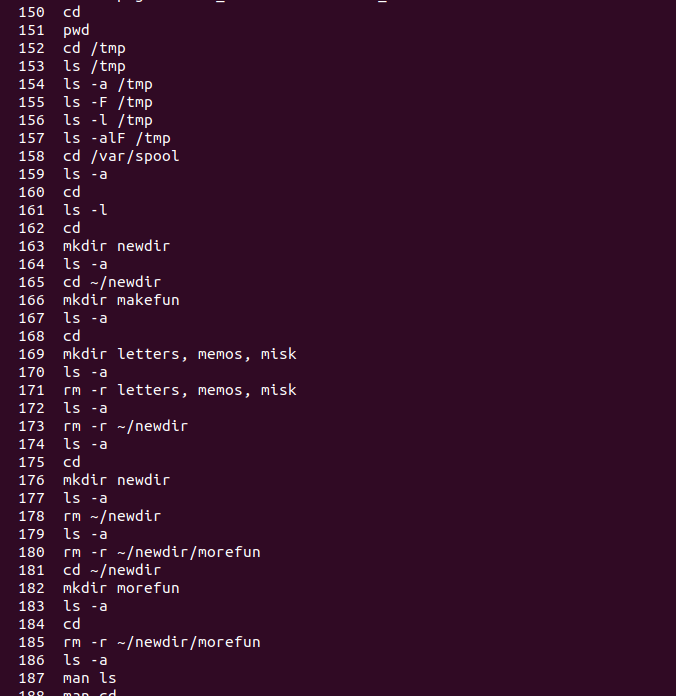 150 cd
151 pwd
152 cd /tmp
153 ls /tmp
154 ls -a /tmp
155 ls -F /tmp
156 ls -l /tmp
157 ls -alF /tmp
158 cd /var/spool
159 ls -a
160 cd
161 ls -l
162 cd
163 mkdir newdir
164 ls -a
165 cd ~/newdir
166 mkdir makefun
167 ls -a
168 cd
169 mkdir letters, memos, misk
170 ls -a
171 rm -r letters, memos, misk
172 ls -a
173 rm -r ~/newdir
174 ls -a
175 cd
176 mkdir newdir
177 ls -a
178 rm ~/newdir
179 ls -a
180 rm -r ~/newdir/morefun
181 cd ~/newdir
182 mkdir morefun
183 ls -a
184 cd
185 rm -r ~/newdir/morefun
186 ls -a
187 man ls
188 man cd